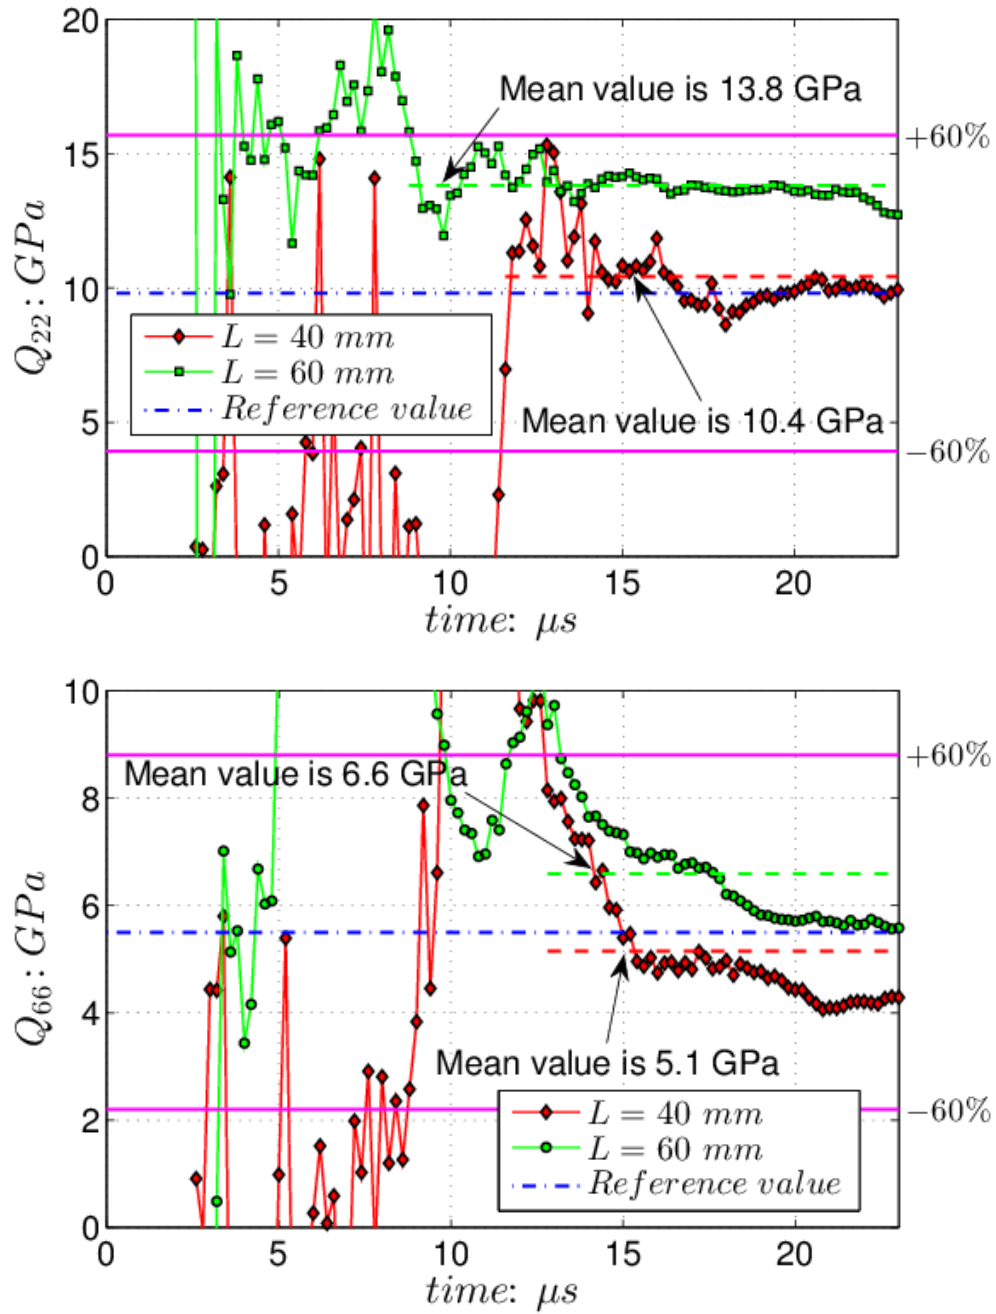 20
Mean value is 13.8 GPa
+60%
15
Q22 : GPa
10
L = 40 mm
L = 60 mm
Reference value
Mean value is 10.4 GPa
5
−60%
0
0 5 10 15 20
time: μs
10
+60%
Mean value is 6.6 GPa
8
Q66 : GPa
6
4
Mean value is 5.1 GPa
L = 40 mm
−60%
2
L = 60 mm
Reference value
0
0 5 10 15 20
time: μs